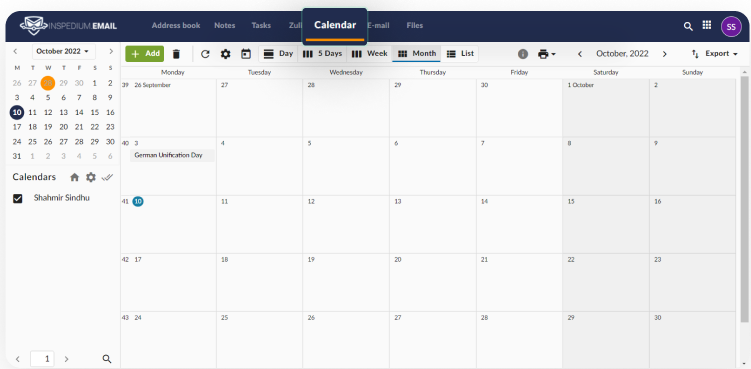 INSPEDIUM.EMAIL
Address book Notes Tasks Zul Calendar E-mail Files
SS
October 2022
M T W T F S S
26 27 28 29 30 1 2
3 4 5 6 7 8 9
10 11 12 13 14 15 16
17 18 19 20 21 22 23
24 25 26 27 28 29 30
31 1 2 3 4 5 6
Calendars
Shahmir Sindhu
1
+ Add Day 5 Days Week Month List October, 2022 Export
Monday Tuesday Wednesday Thursday Friday Saturday Sunday
39 26 September 27 28 29 30 1 October 2
40 3 4 5 6 7 8 9
German Unification Day
41 10 11 12 13 14 15 16
42 17 18 19 20 21 22 23
43 24 25 26 27 28 29 30